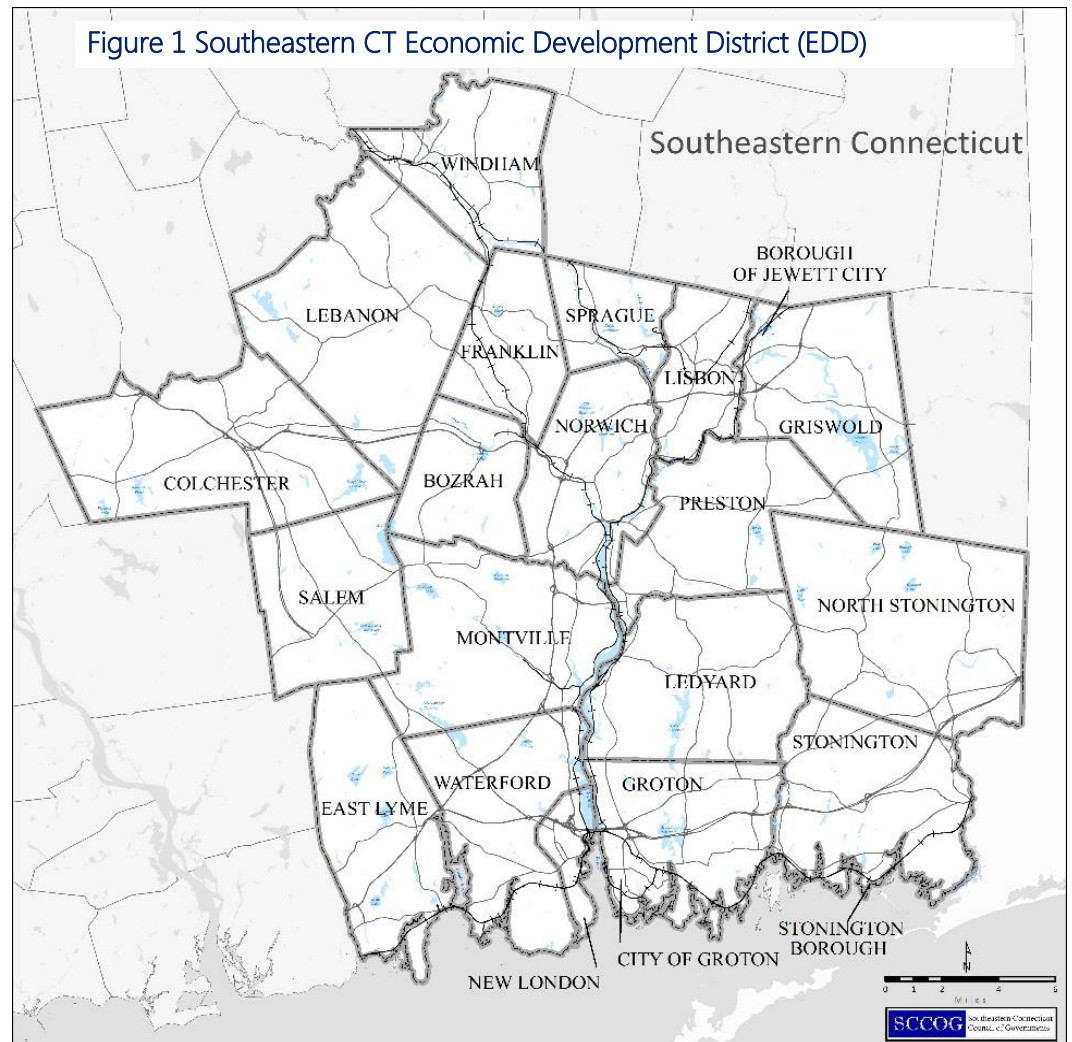 Figure 1 Southeastern CT Economic Development District (EDD)
Southeastern Connecticut
WINDHAM
BOROUGH
OF JEWETT CITY
LEBANON
SPRAGUE
FRANKLIN
LISBON
NORWICH
GRISWOLD
COLCHESTER
BOZRAH
PRESTON
SALEM
NORTH STONINGTON
MONTVILLE
LEDYARD
STONINGTON
WATERFORD
GROTON
EAST LYME
STONINGTON
BOROUGH
CITY OF GROTON
NEW LONDON
N
0 1 2 4 6
Miles
SCCOG Southeastern Connecticut
Council of Governments